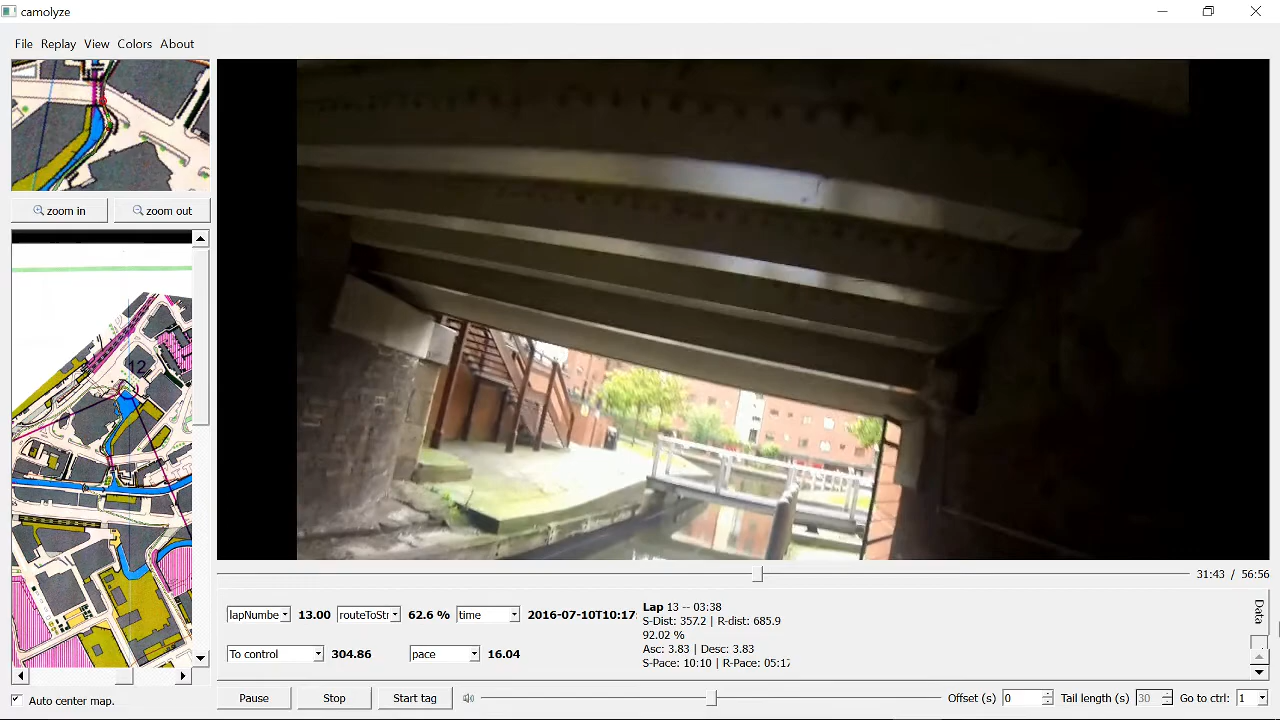 camolyze
File Replay View Colors About
zoom in zoom out
12
31:43 / 56:56
lapNumbe 13.00 routeToStr 62.6 % time 2016-07-10T10:17:
To control 304.86 pace 16.04
Lap 13 -- 03:38
S-Dist: 357.2 | R-dist: 685.9
92.02 %
Asc: 3.83 | Desc: 3.83
S-Pace: 10:10 | R-Pace: 05:17
Data
Auto center map.
Pause Stop Start tag Offset (s) 0 Tail length (s) 30 Go to ctrl: 1